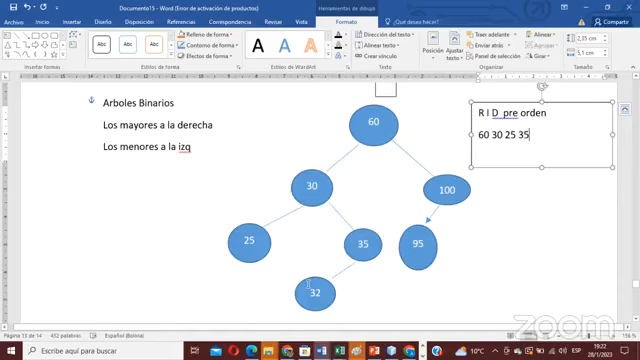 Documento15 - Word (Error de activación de productos)
Herramientas de dibujo
Inicio
Insertar
Diseño
Disposición
Referencias
Correspondencia
Revisar
Vista
Formato
¿Qué desea hacer?
Compartir
Abc Abc Abc
Relleno de forma
Contorno de forma
Efectos de forma
A A A
Dirección del texto
Alinear texto
Crear vínculo
Posición
Ajustar texto
Traer adelante
Enviar atrás
Panel de selección
Alinear
Agrupar
Girar
2,35 cm
5,1 cm
Insertar formas
Estilos de forma
Estilos de WordArt
Texto
Organizar
Tamaño
Arboles Binarios
Los mayores a la derecha
Los menores a la izq
60
30
100
25
35
95
32
R I D pre orden
60 30 25 35
Página 13 de 14
452 palabras
Español (Bolivia)
zoom
Escribe aquí para buscar
10°C
ESP
19:22
28/1/2023